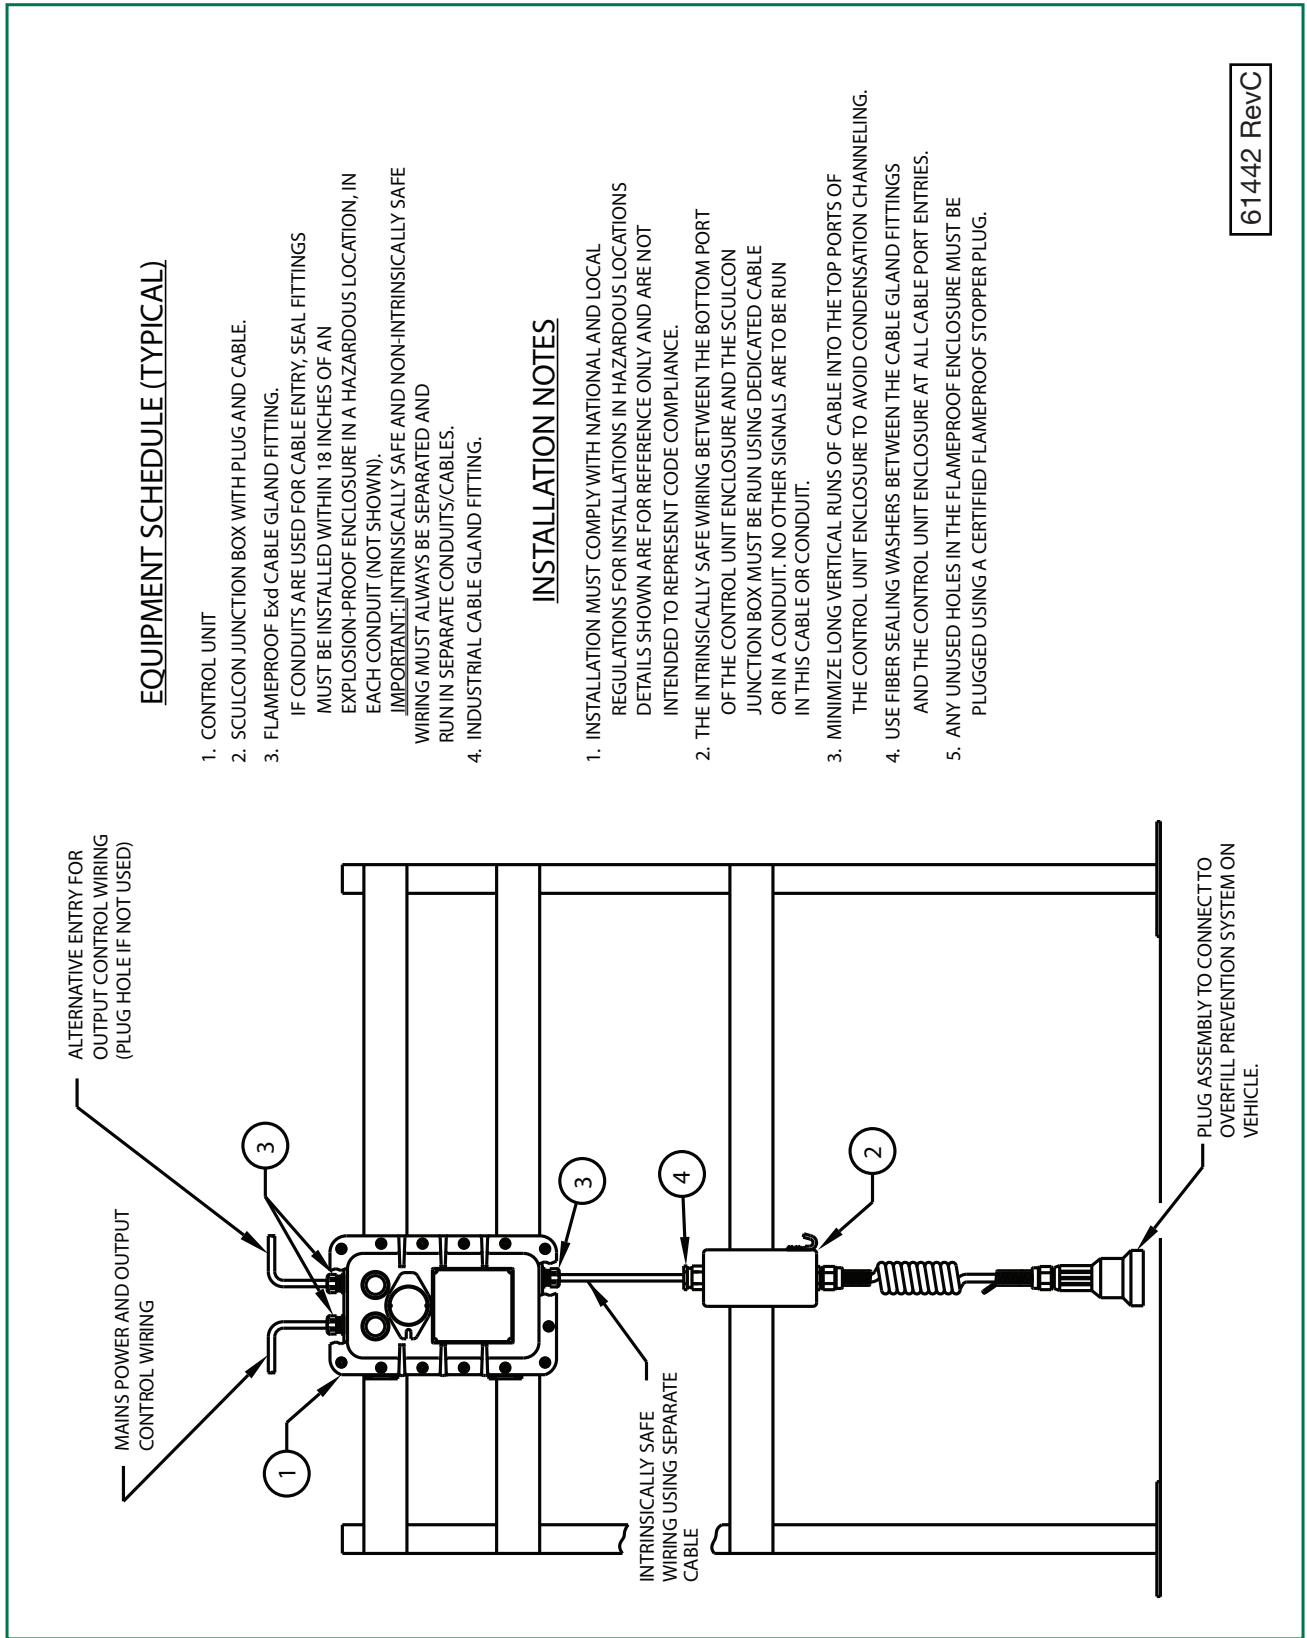 EQUIPMENT SCHEDULE (TYPICAL)
1. CONTROL UNIT
2. SCULCON JUNCTION BOX WITH PLUG AND CABLE.
3. FLAMEPROOF Exd CABLE GLAND FITTING.
IF CONDUITS ARE USED FOR CABLE ENTRY, SEAL FITTINGS
MUST BE INSTALLED WITHIN 18 INCHES OF AN
EXPLOSION-PROOF ENCLOSURE IN A HAZARDOUS LOCATION, IN
EACH CONDUIT (NOT SHOWN).
IMPORTANT: INTRINSICALLY SAFE AND NON-INTRINSICALLY SAFE
WIRING MUST ALWAYS BE SEPARATED AND
RUN IN SEPARATE CONDUITS/CABLES.
4. INDUSTRIAL CABLE GLAND FITTING.
INSTALLATION NOTES
1. INSTALLATION MUST COMPLY WITH NATIONAL AND LOCAL
REGULATIONS FOR INSTALLATIONS IN HAZARDOUS LOCATIONS
DETAILS SHOWN ARE FOR REFERENCE ONLY AND ARE NOT
INTENDED TO REPRESENT CODE COMPLIANCE.
2. THE INTRINSICALLY SAFE WIRING BETWEEN THE BOTTOM PORT
OF THE CONTROL UNIT ENCLOSURE AND THE SCULCON
JUNCTION BOX MUST BE RUN USING DEDICATED CABLE
OR IN A CONDUIT. NO OTHER SIGNALS ARE TO BE RUN
IN THIS CABLE OR CONDUIT.
3. MINIMIZE LONG VERTICAL RUNS OF CABLE INTO THE TOP PORTS OF
THE CONTROL UNIT ENCLOSURE TO AVOID CONDENSATION CHANNELING.
4. USE FIBER SEALING WASHERS BETWEEN THE CABLE GLAND FITTINGS
AND THE CONTROL UNIT ENCLOSURE AT ALL CABLE PORT ENTRIES.
5. ANY UNUSED HOLES IN THE FLAMEPROOF ENCLOSURE MUST BE
PLUGGED USING A CERTIFIED FLAMEPROOF STOPPER PLUG.
61442 RevC
ALTERNATIVE ENTRY FOR
OUTPUT CONTROL WIRING
(PLUG HOLE IF NOT USED)
MAINS POWER AND OUTPUT
CONTROL WIRING
3
1
3
INTRINSICALLY SAFE
WIRING USING SEPARATE
CABLE
4
2
PLUG ASSEMBLY TO CONNECT TO
OVERFILL PREVENTION SYSTEM ON
VEHICLE.